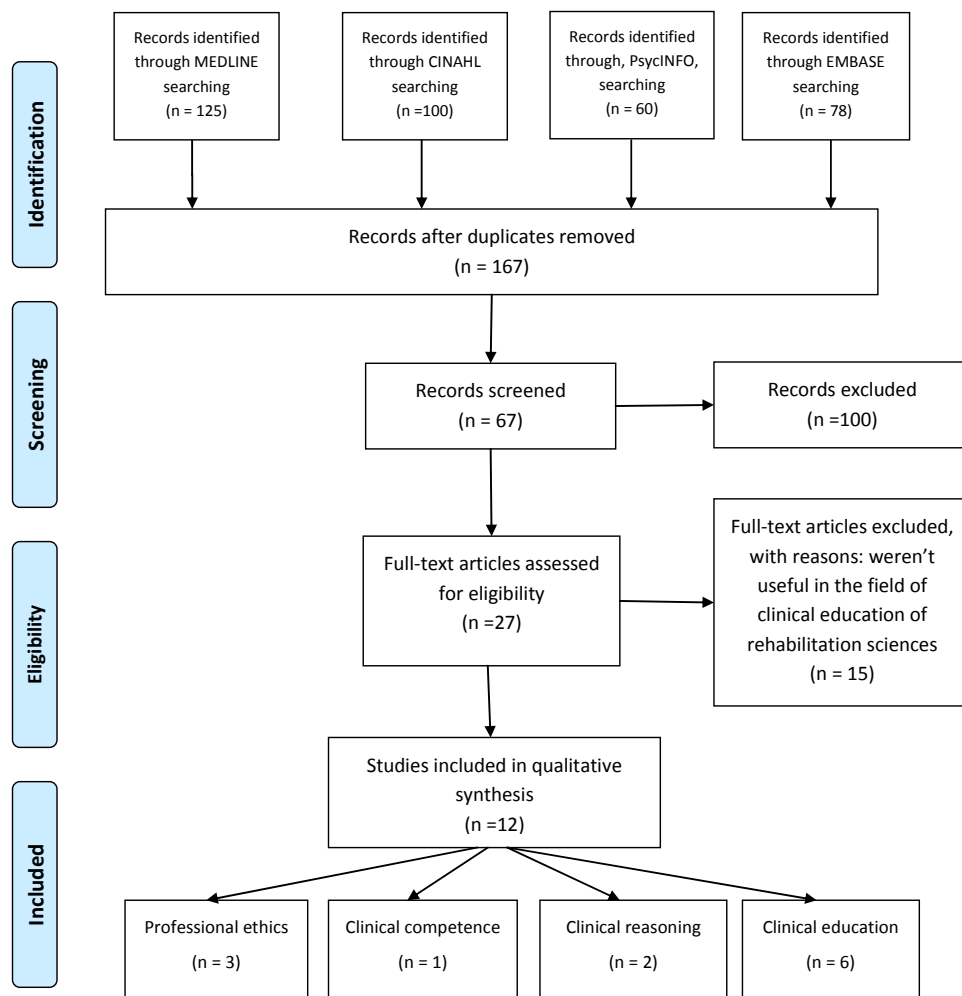 Identification
Records identified
through MEDLINE
searching
(n = 125)
Records identified
through CINAHL
searching
(n =100)
Records identified
through, PsycINFO,
searching
(n = 60)
Records identified
through EMBASE
searching
(n = 78)
Records after duplicates removed
(n = 167)
Screening
Records screened
(n = 67)
Records excluded
(n =100)
Eligibility
Full-text articles assessed
for eligibility
(n =27)
Full-text articles excluded,
with reasons: weren’t
useful in the field of
clinical education of
rehabilitation sciences
(n = 15)
Included
Studies included in qualitative
synthesis
(n =12)
Professional ethics
(n = 3)
Clinical competence
(n = 1)
Clinical reasoning
(n = 2)
Clinical education
(n = 6)